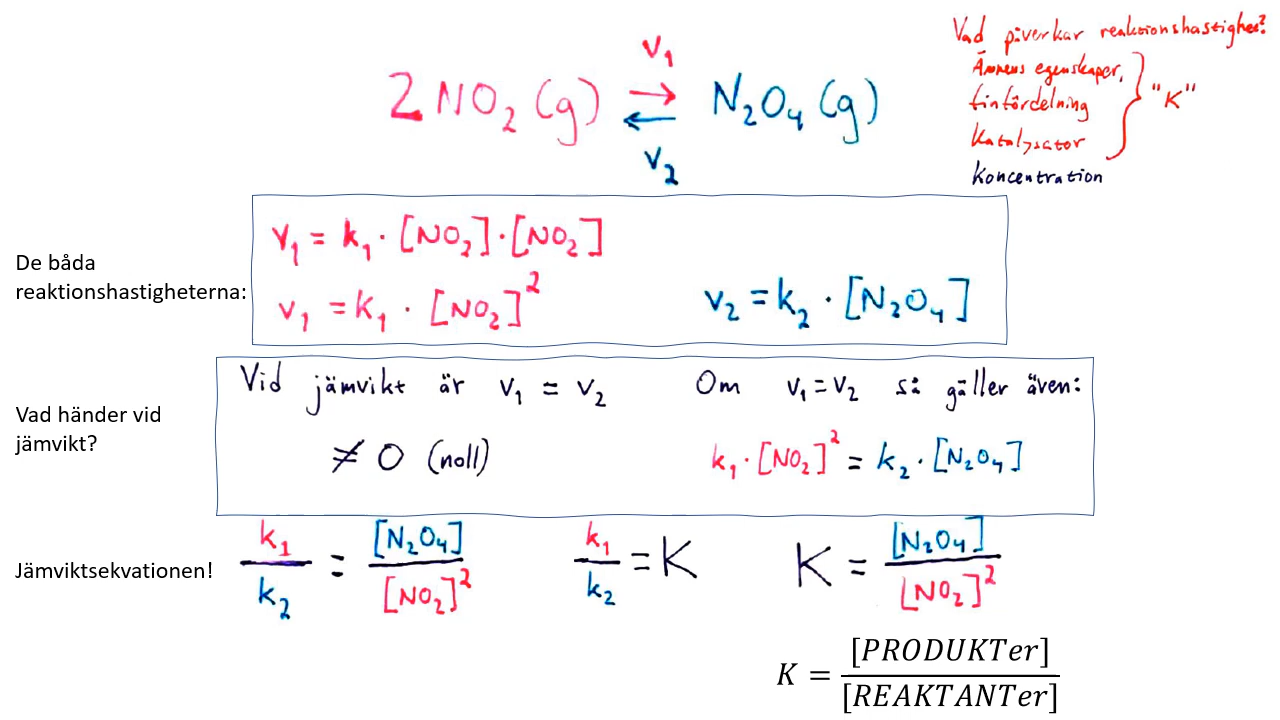 Vad påverkar reaktionshastighet?
Ämnens egenskaper,
finfördelning
Katalysator
"K"
Koncentration
v₁
2 NO₂ (g) ⇄ N₂O₄ (g)
v₂
De båda
reaktionshastigheterna:
v₁ = k₁ · [NO₂] · [NO₂]
v₁ = k₁ · [NO₂]²
v₂ = k₂ · [N₂O₄]
Vad händer vid
jämvikt?
Vid jämvikt är v₁ = v₂
≠ 0 (noll)
Om v₁ = v₂ så gäller även:
k₁ · [NO₂]² = k₂ · [N₂O₄]
Jämviktsekvationen!
k₁/k₂ = [N₂O₄]/[NO₂]²
k₁/k₂ = K
K = [N₂O₄]/[NO₂]²
K = [PRODUKTer]/[REAKTANTer]